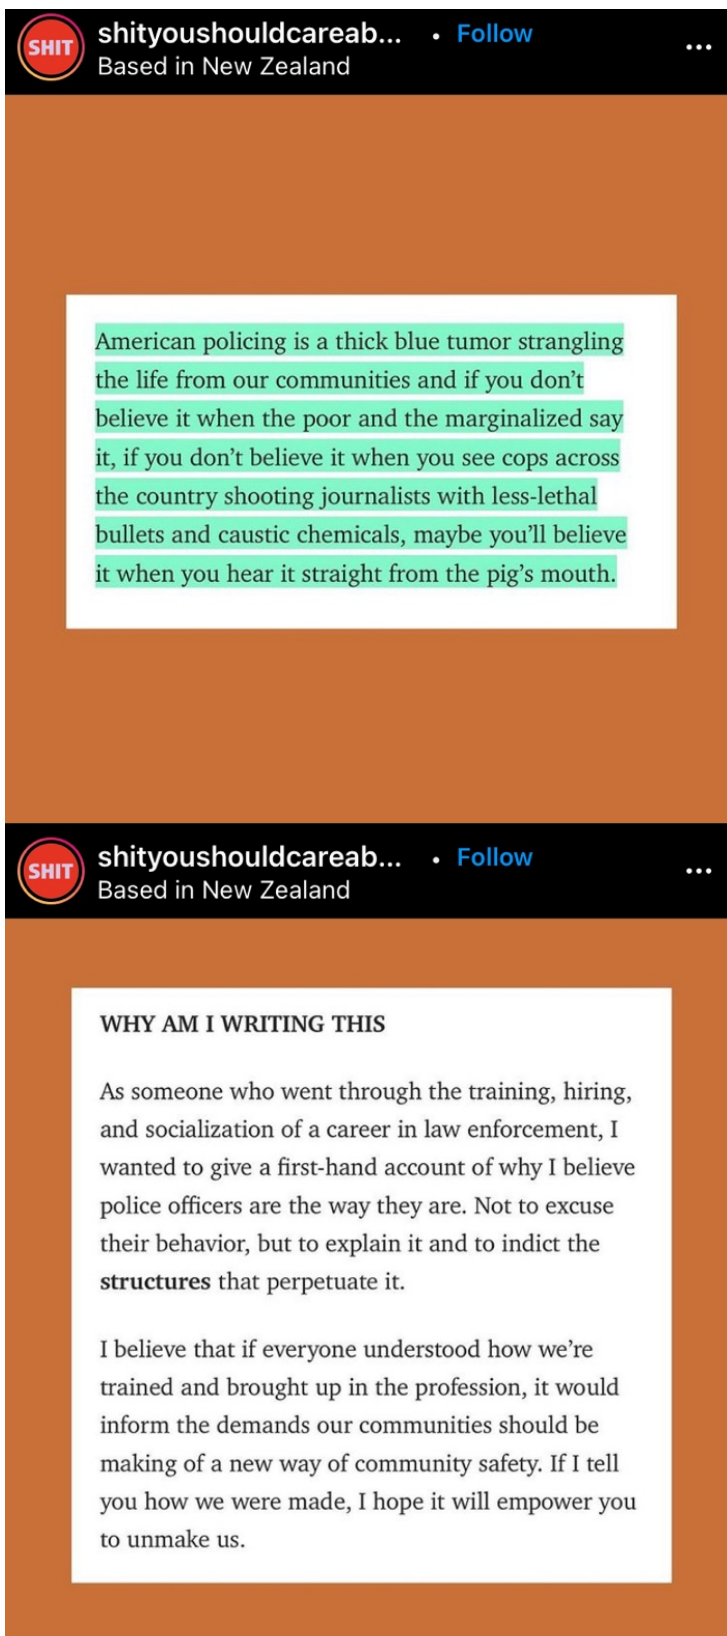 SHIT
shityoushouldcareab... • Follow
Based in New Zealand
American policing is a thick blue tumor strangling
the life from our communities and if you don’t
believe it when the poor and the marginalized say
it, if you don’t believe it when you see cops across
the country shooting journalists with less-lethal
bullets and caustic chemicals, maybe you’ll believe
it when you hear it straight from the pig’s mouth.
SHIT
shityoushouldcareab... • Follow
Based in New Zealand
WHY AM I WRITING THIS
As someone who went through the training, hiring,
and socialization of a career in law enforcement, I
wanted to give a first-hand account of why I believe
police officers are the way they are. Not to excuse
their behavior, but to explain it and to indict the
structures that perpetuate it.
I believe that if everyone understood how we’re
trained and brought up in the profession, it would
inform the demands our communities should be
making of a new way of community safety. If I tell
you how we were made, I hope it will empower you
to unmake us.